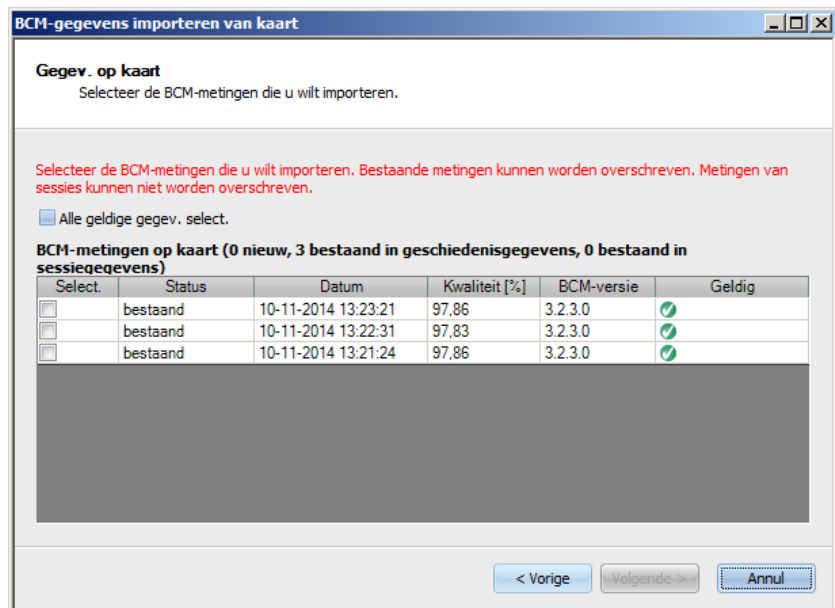 BCM-gegevens importeren van kaart
Gegev. op kaart
Selecteer de BCM-metingen die u wilt importeren.
Selecteer de BCM-metingen die u wilt importeren. Bestaande metingen kunnen worden overschreven. Metingen van
sessies kunnen niet worden overschreven.
Alle geldige gegev. select.
BCM-metingen op kaart (0 nieuw, 3 bestaand in geschiedenisgegevens, 0 bestaand in
sessiegegevens)
Select. Status Datum Kwaliteit [%] BCM-versie Geldig
bestaand 10-11-2014 13:23:21 97,86 3.2.3.0
bestaand 10-11-2014 13:22:31 97,83 3.2.3.0
bestaand 10-11-2014 13:21:24 97,86 3.2.3.0
< Vorige Volgende-> Annul